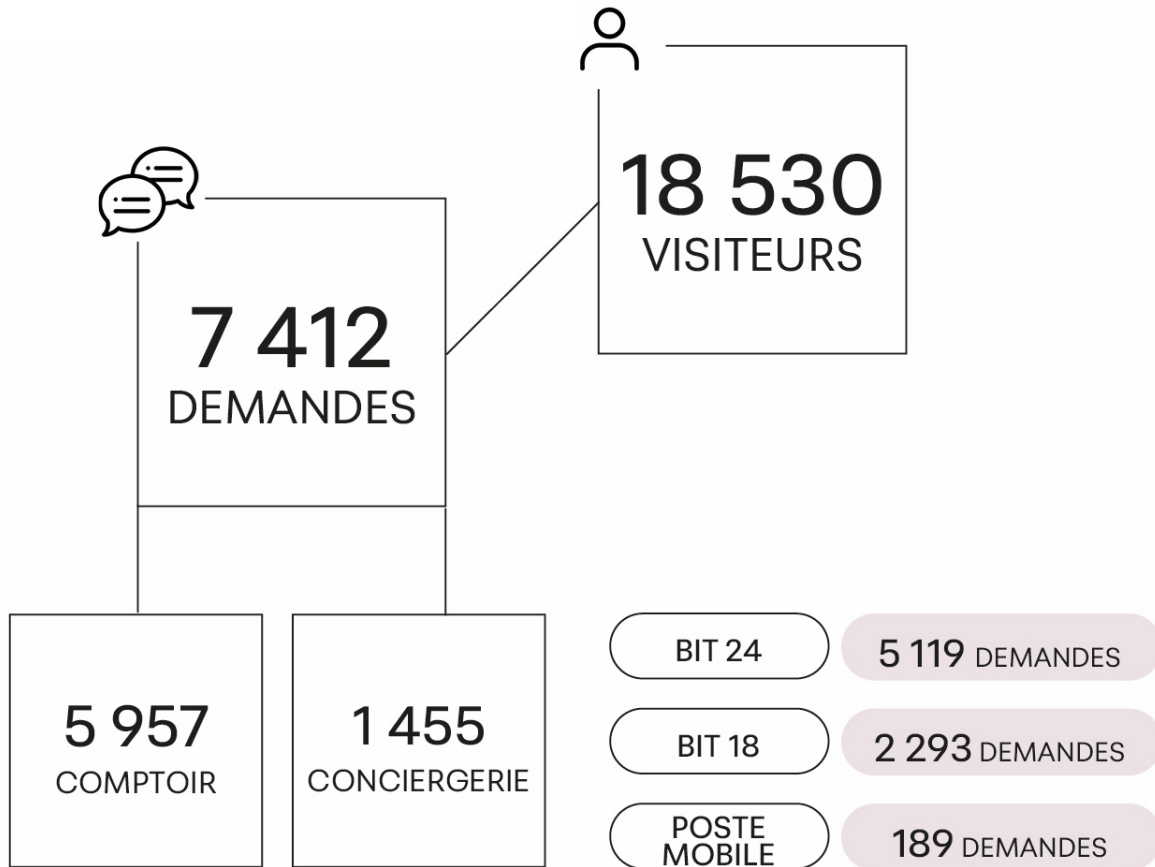 18 530
VISITEURS
7 412
DEMANDES
5 957
COMPTOIR
1 455
CONCIERGERIE
BIT 24
5 119 DEMANDES
BIT 18
2 293 DEMANDES
POSTE
MOBILE
189 DEMANDES